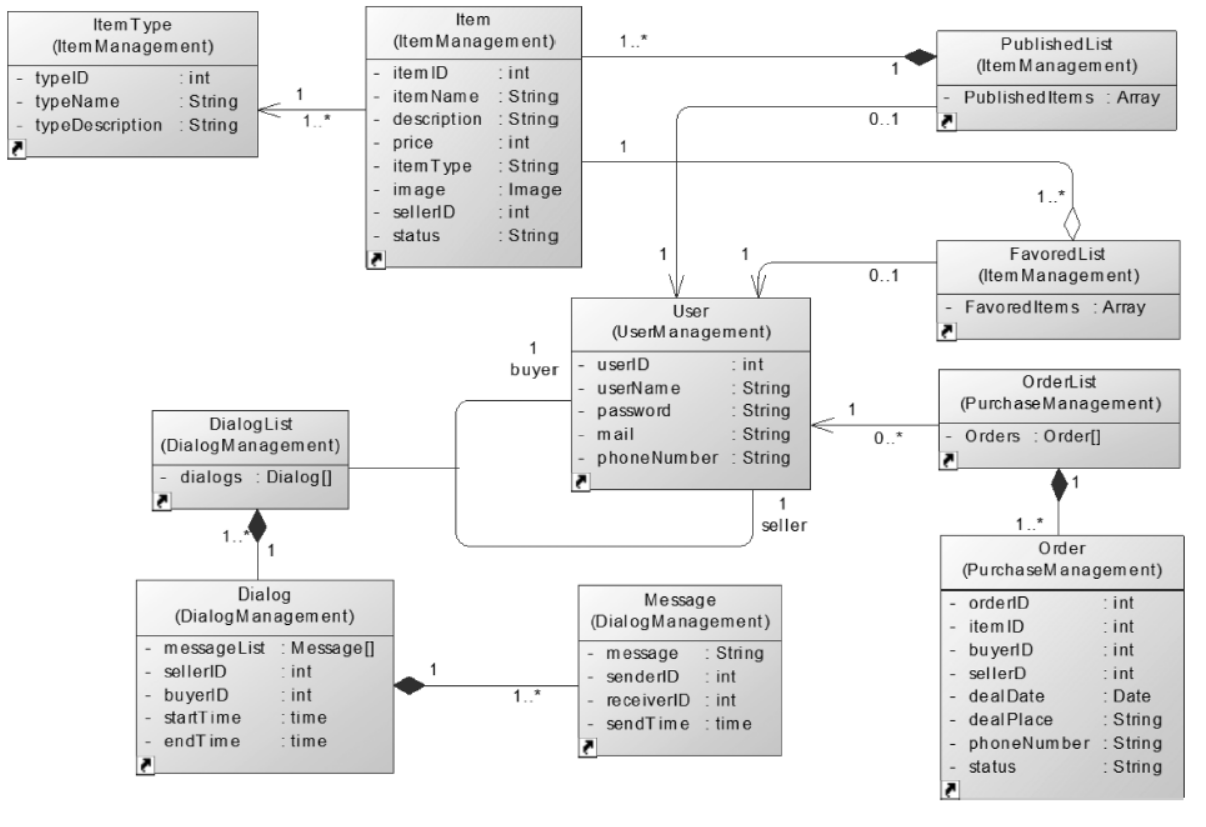 ItemType
(ItemManagement)
- typeID : int
- typeName : String
- typeDescription : String
1
1..*
Item
(ItemManagement)
- itemID : int
- itemName : String
- description : String
- price : int
- itemType : String
- image : Image
- sellerID : int
- status : String
1..*
1
PublishedList
(ItemManagement)
- PublishedItems : Array
0..1
1
1
1..*
FavoredList
(ItemManagement)
- FavoredItems : Array
1
0..1
User
(UserManagement)
- userID : int
- userName : String
- password : String
- mail : String
- phoneNumber : String
1
buyer
1
seller
1
0..*
OrderList
(PurchaseManagement)
- Orders : Order[]
1
1..*
Order
(PurchaseManagement)
- orderID : int
- itemID : int
- buyerID : int
- sellerD : int
- dealDate : Date
- dealPlace : String
- phoneNumber : String
- status : String
DialogList
(DialogManagement)
- dialogs : Dialog[]
1..*
1
Dialog
(DialogManagement)
- messageList : Message[]
- sellerID : int
- buyerID : int
- startTime : time
- endTime : time
1
1..*
Message
(DialogManagement)
- message : String
- senderID : int
- receiverID : int
- sendTime : time